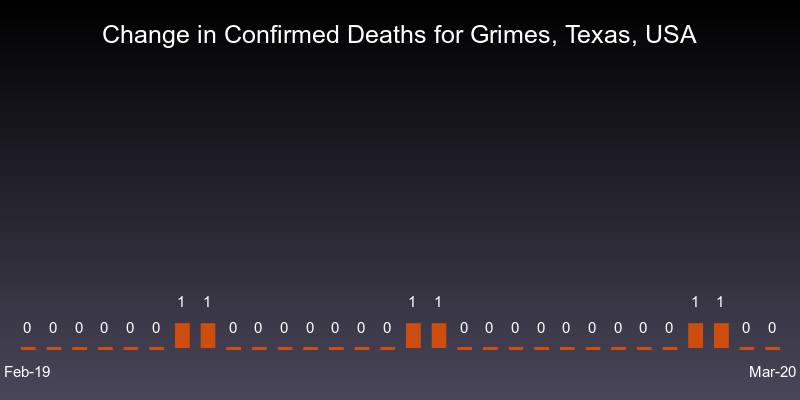 Change in Confirmed Deaths for Grimes, Texas, USA
1 1 1 1 1 1
0 0 0 0 0 0 0 0 0 0 0 0 0 0 0 0 0 0 0 0 0 0 0 0
Feb-19 Mar-20